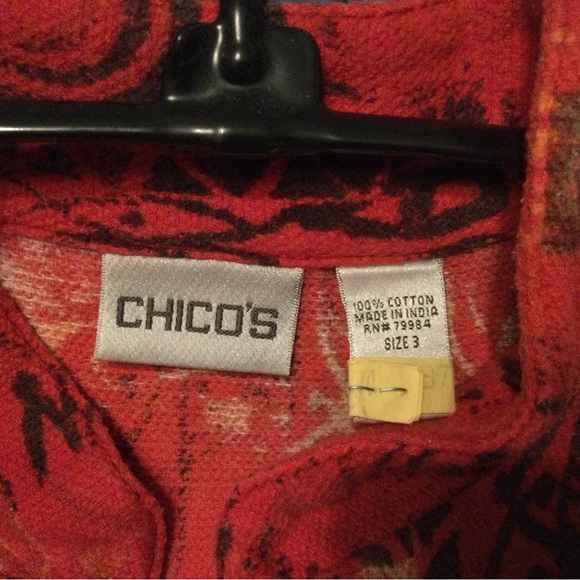 CHICO'S
100% COTTON
MADE IN INDIA
RN# 79984
SIZE 3